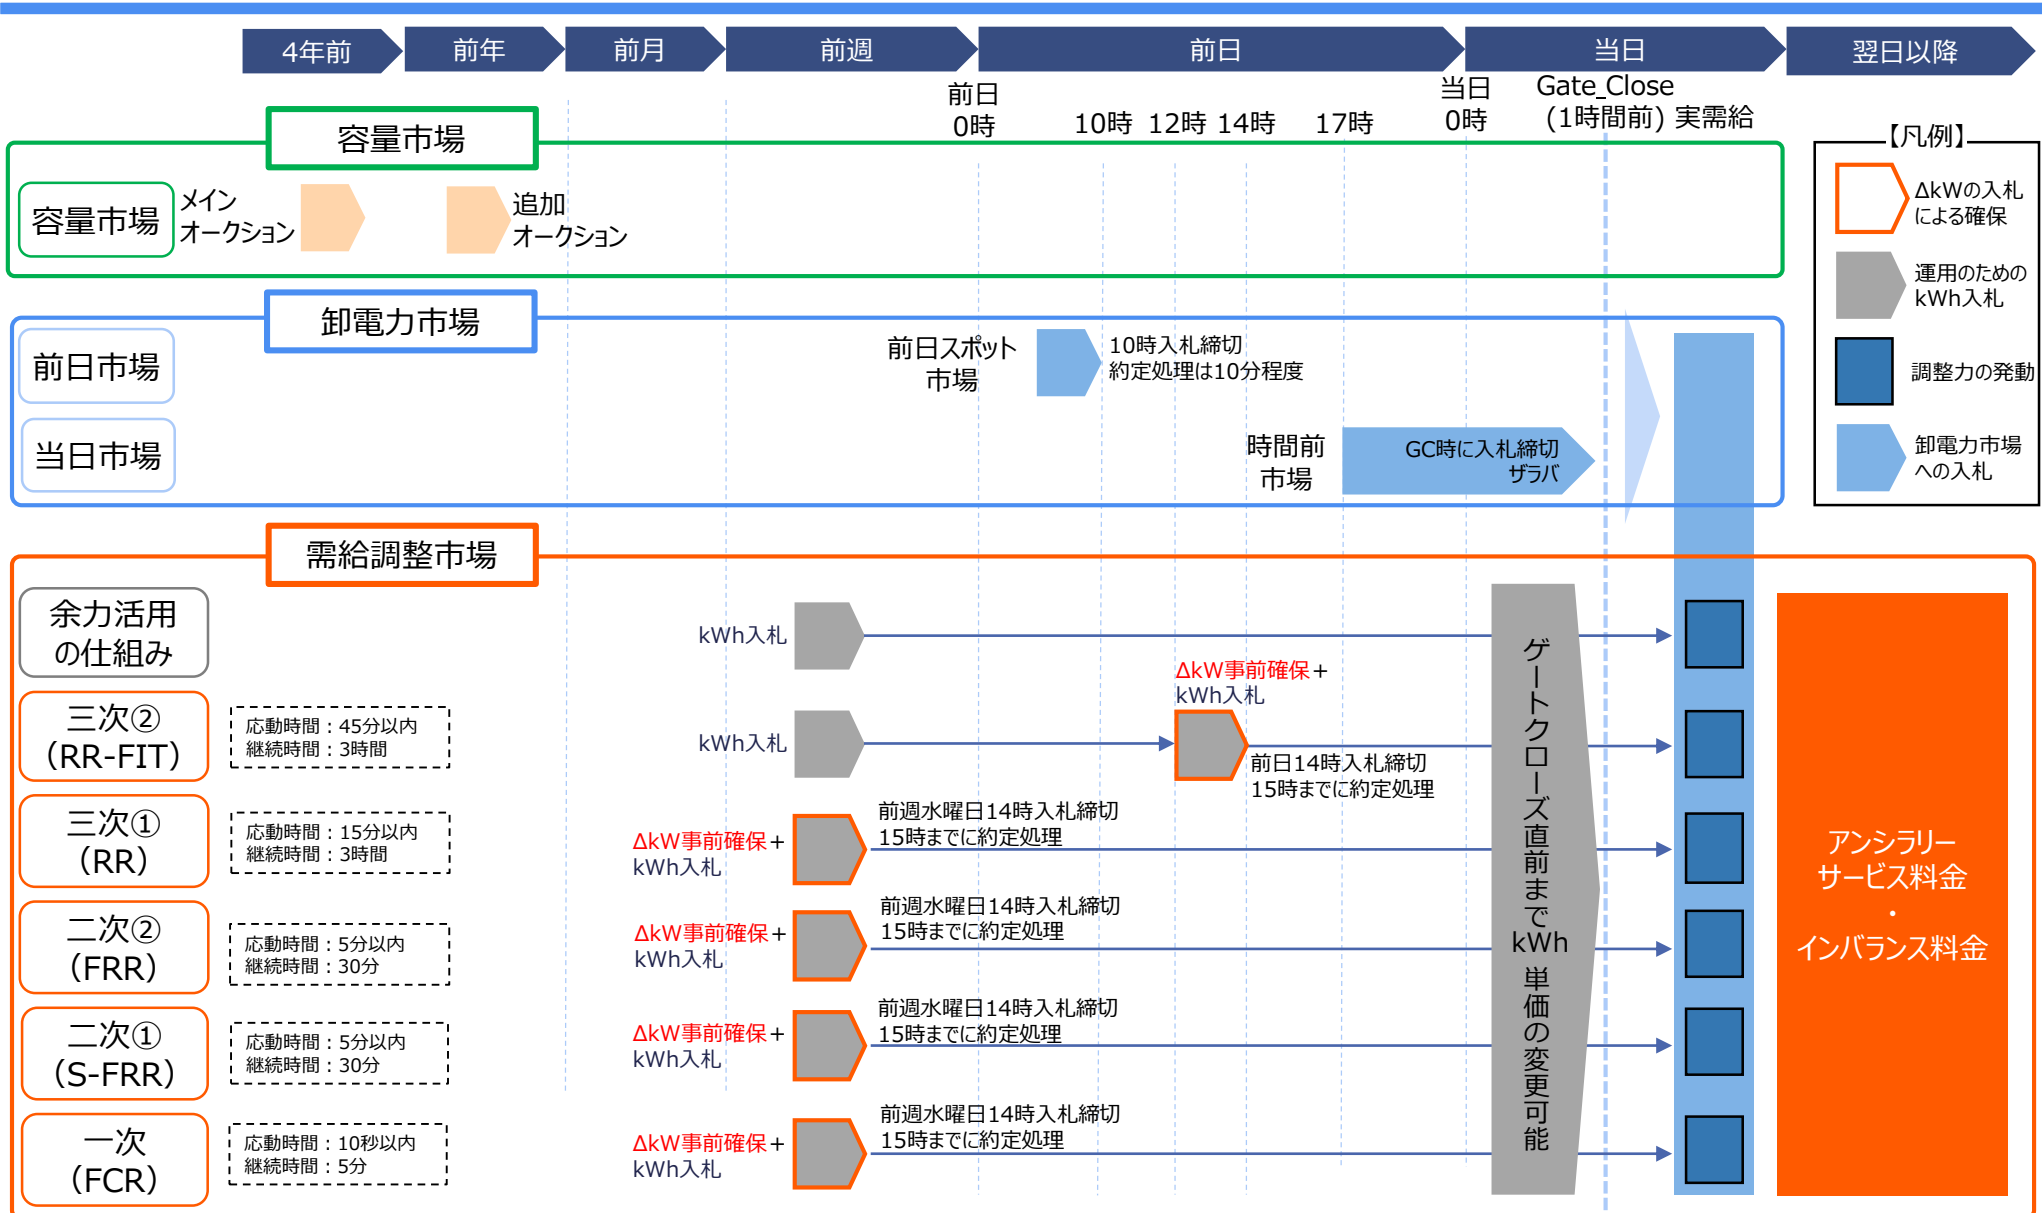 4年前
前年
前月
前週
前日
当日
翌日以降
前日
0時
10時
12時
14時
17時
当日
0時
Gate_Close
(1時間前)
実需給
容量市場
容量市場
メイン
オークション
追加
オークション
【凡例】
ΔkWの入札
による確保
運用のための
kWh入札
調整力の発動
卸電力市場
への入札
卸電力市場
前日市場
前日スポット
市場
10時入札締切
約定処理は10分程度
当日市場
時間前
市場
GC時に入札締切
ザラバ
需給調整市場
余力活用
の仕組み
kWh入札
三次②
（RR-FIT）
応動時間：45分以内
継続時間：3時間
kWh入札
ΔkW事前確保+
kWh入札
前日14時入札締切
15時までに約定処理
三次①
（RR）
応動時間：15分以内
継続時間：3時間
ΔkW事前確保+
kWh入札
前週水曜日14時入札締切
15時までに約定処理
二次②
（FRR）
応動時間：5分以内
継続時間：30分
ΔkW事前確保+
kWh入札
前週水曜日14時入札締切
15時までに約定処理
二次①
（S-FRR）
応動時間：5分以内
継続時間：30分
ΔkW事前確保+
kWh入札
前週水曜日14時入札締切
15時までに約定処理
一次
（FCR）
応動時間：10秒以内
継続時間：5分
ΔkW事前確保+
kWh入札
前週水曜日14時入札締切
15時までに約定処理
ゲートクローズ直前までkWh単価の変更可能
アンシラリー
サービス料金
・
インバランス料金